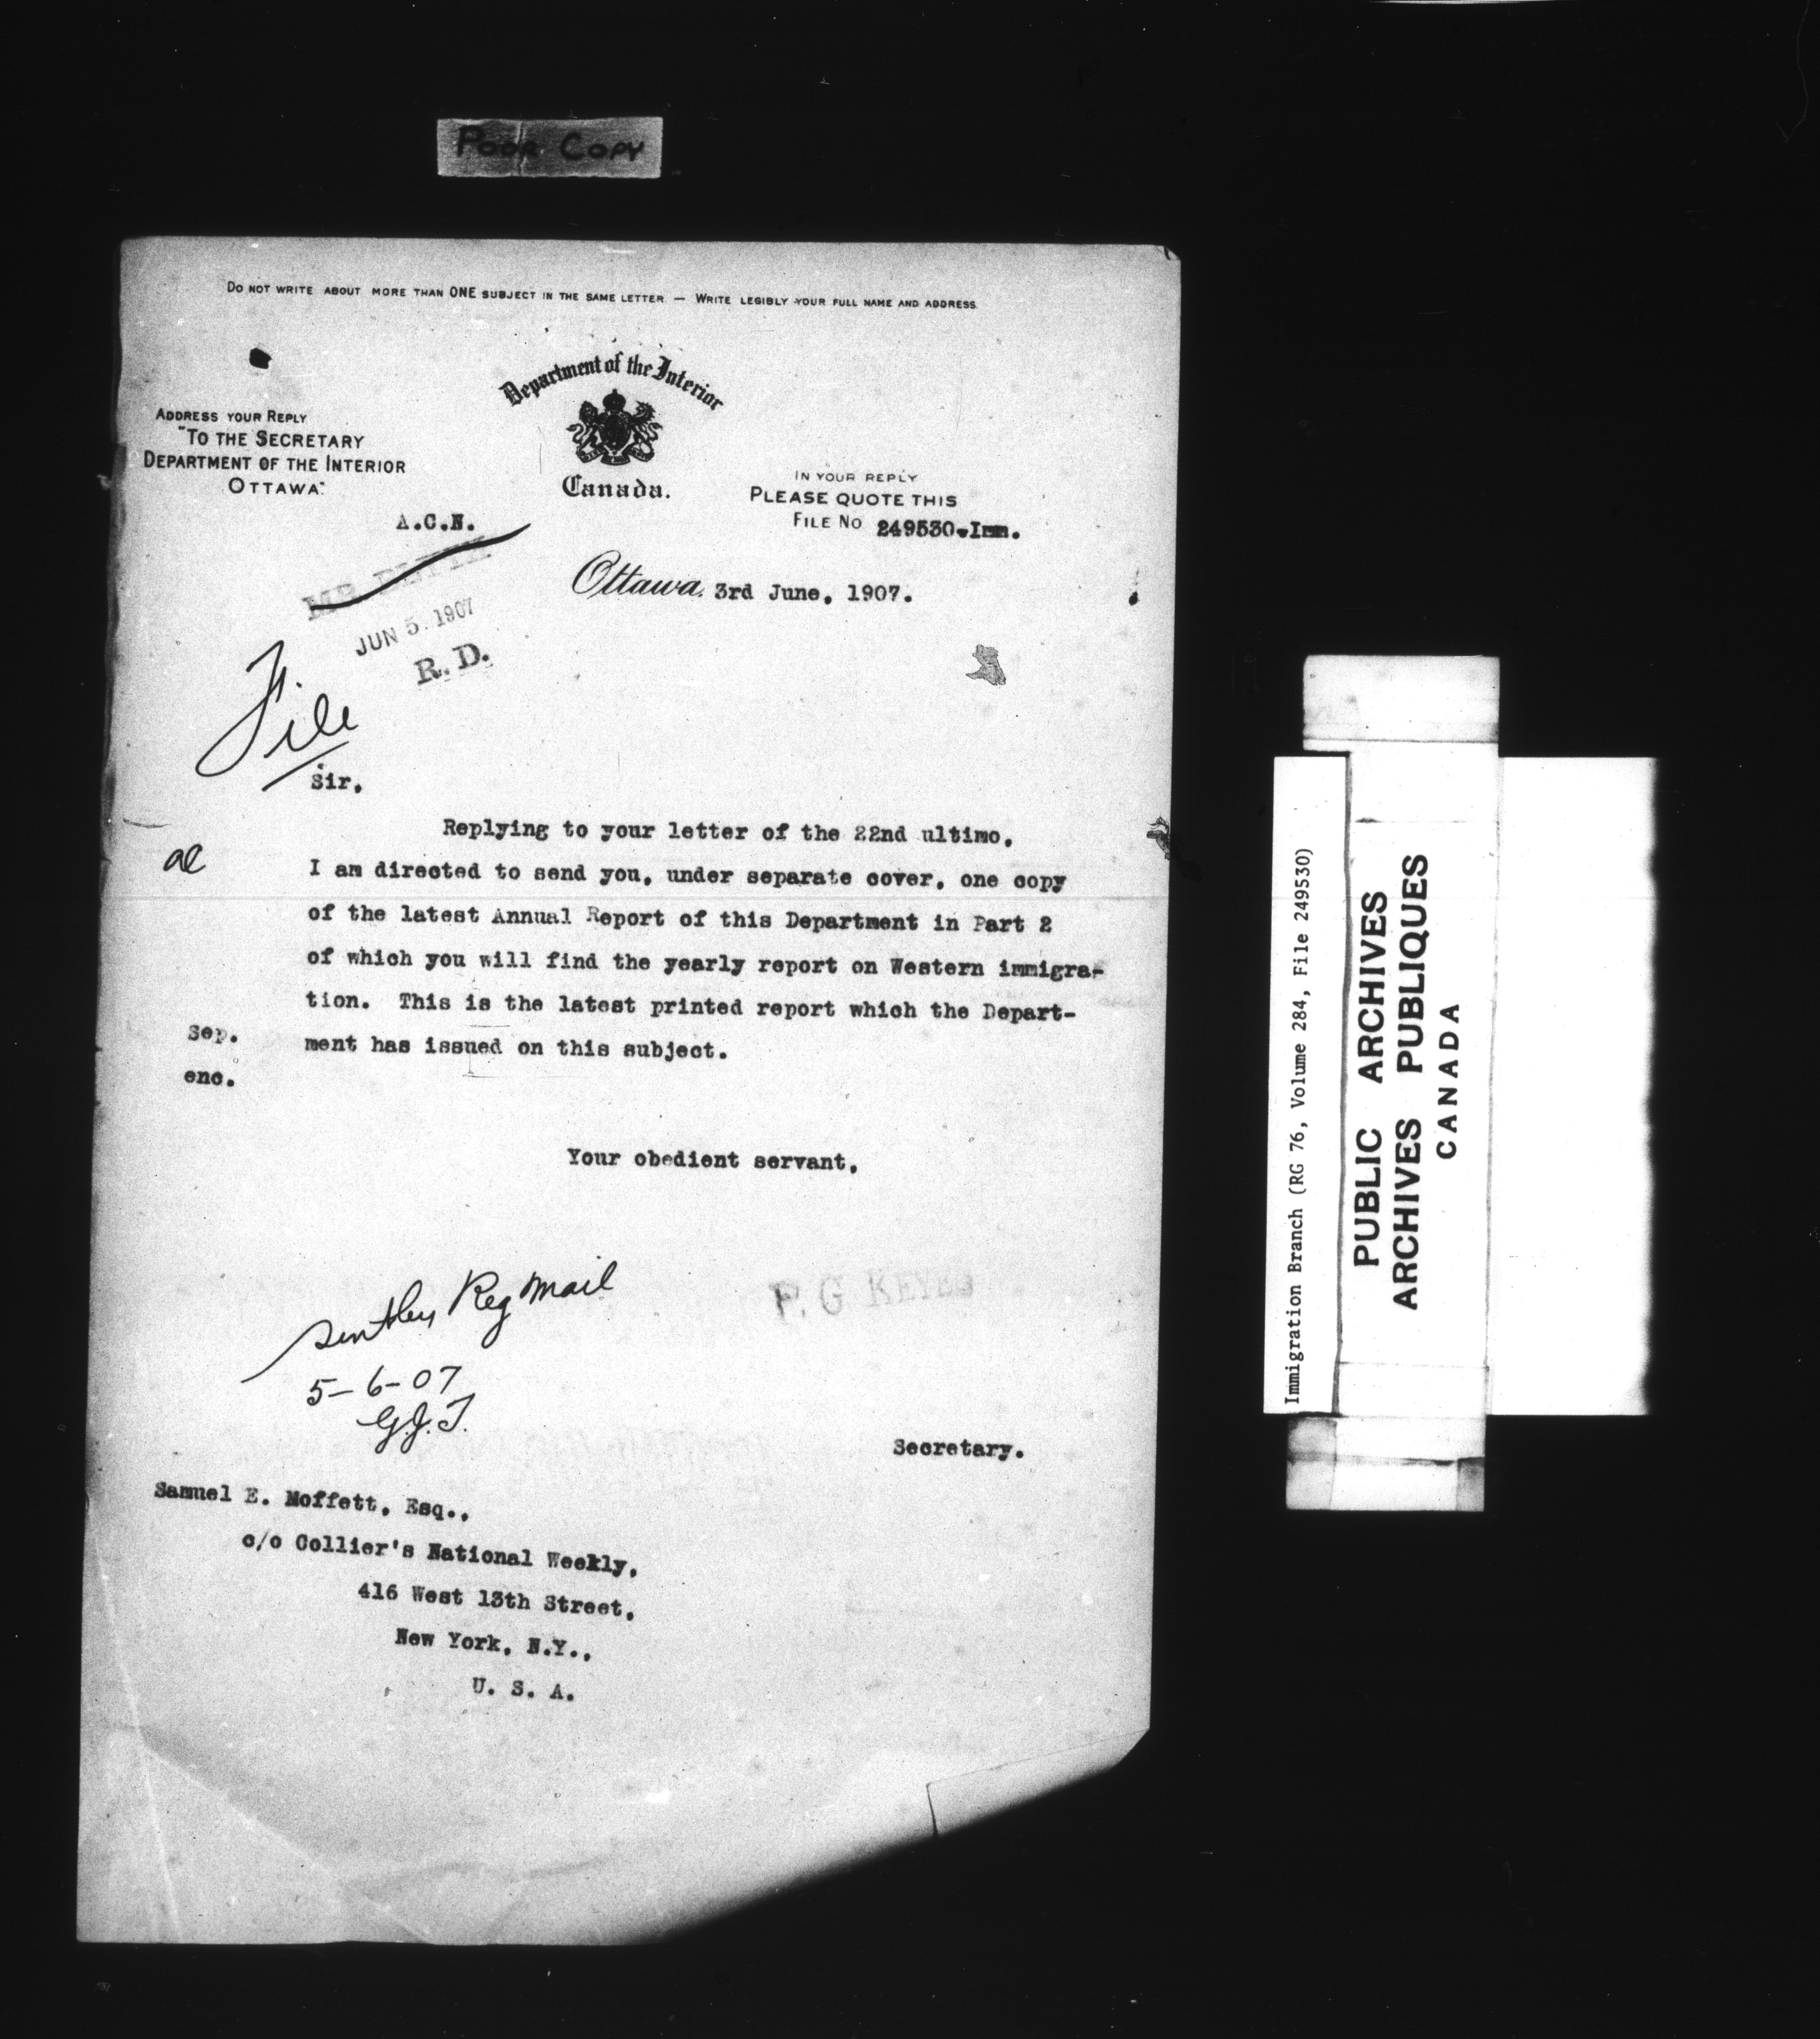 Poor Copy
DO NOT WRITE ABOUT MORE THAN ONE SUBJECT IN THE SAME LETTER — WRITE LEGIBLY YOUR FULL NAME AND ADDRESS.
Department of the Interior
Canada.
ADDRESS YOUR REPLY
"TO THE SECRETARY
DEPARTMENT OF THE INTERIOR
OTTAWA."
IN YOUR REPLY
PLEASE QUOTE THIS
FILE NO 249530-Imm.
A.C.N.
MR.
JUN 5. 1907
R. D.
Ottawa, 3rd June, 1907.
File
Sir,
Replying to your letter of the 22nd ultimo,
I am directed to send you, under separate cover, one copy
of the latest Annual Report of this Department in Part 2
of which you will find the yearly report on Western immigra-
tion. This is the latest printed report which the Depart-
ment has issued on this subject.
Sep.
enc.
Your obedient servant,
P. G KEYES
Reg Mail
5-6-07
G.J.T.
Secretary.
Samuel E. Moffett, Esq.,
c/o Collier's National Weekly,
416 West 13th Street,
New York, N.Y.,
U. S. A.
Immigration Branch (RG 76, Volume 284, File 249530)
PUBLIC ARCHIVES
ARCHIVES PUBLIQUES
CANADA